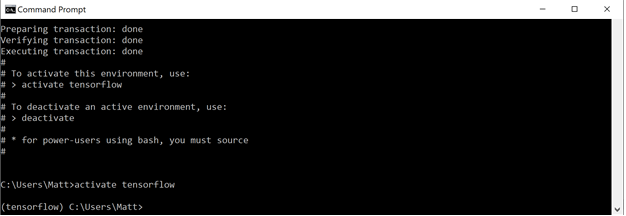 Command Prompt
Preparing transaction: done
Verifying transaction: done
Executing transaction: done
#
# To activate this environment, use:
# > activate tensorflow
#
# To deactivate an active environment, use:
# > deactivate
#
# * for power-users using bash, you must source
#
C:\Users\Matt>activate tensorflow
(tensorflow) C:\Users\Matt>